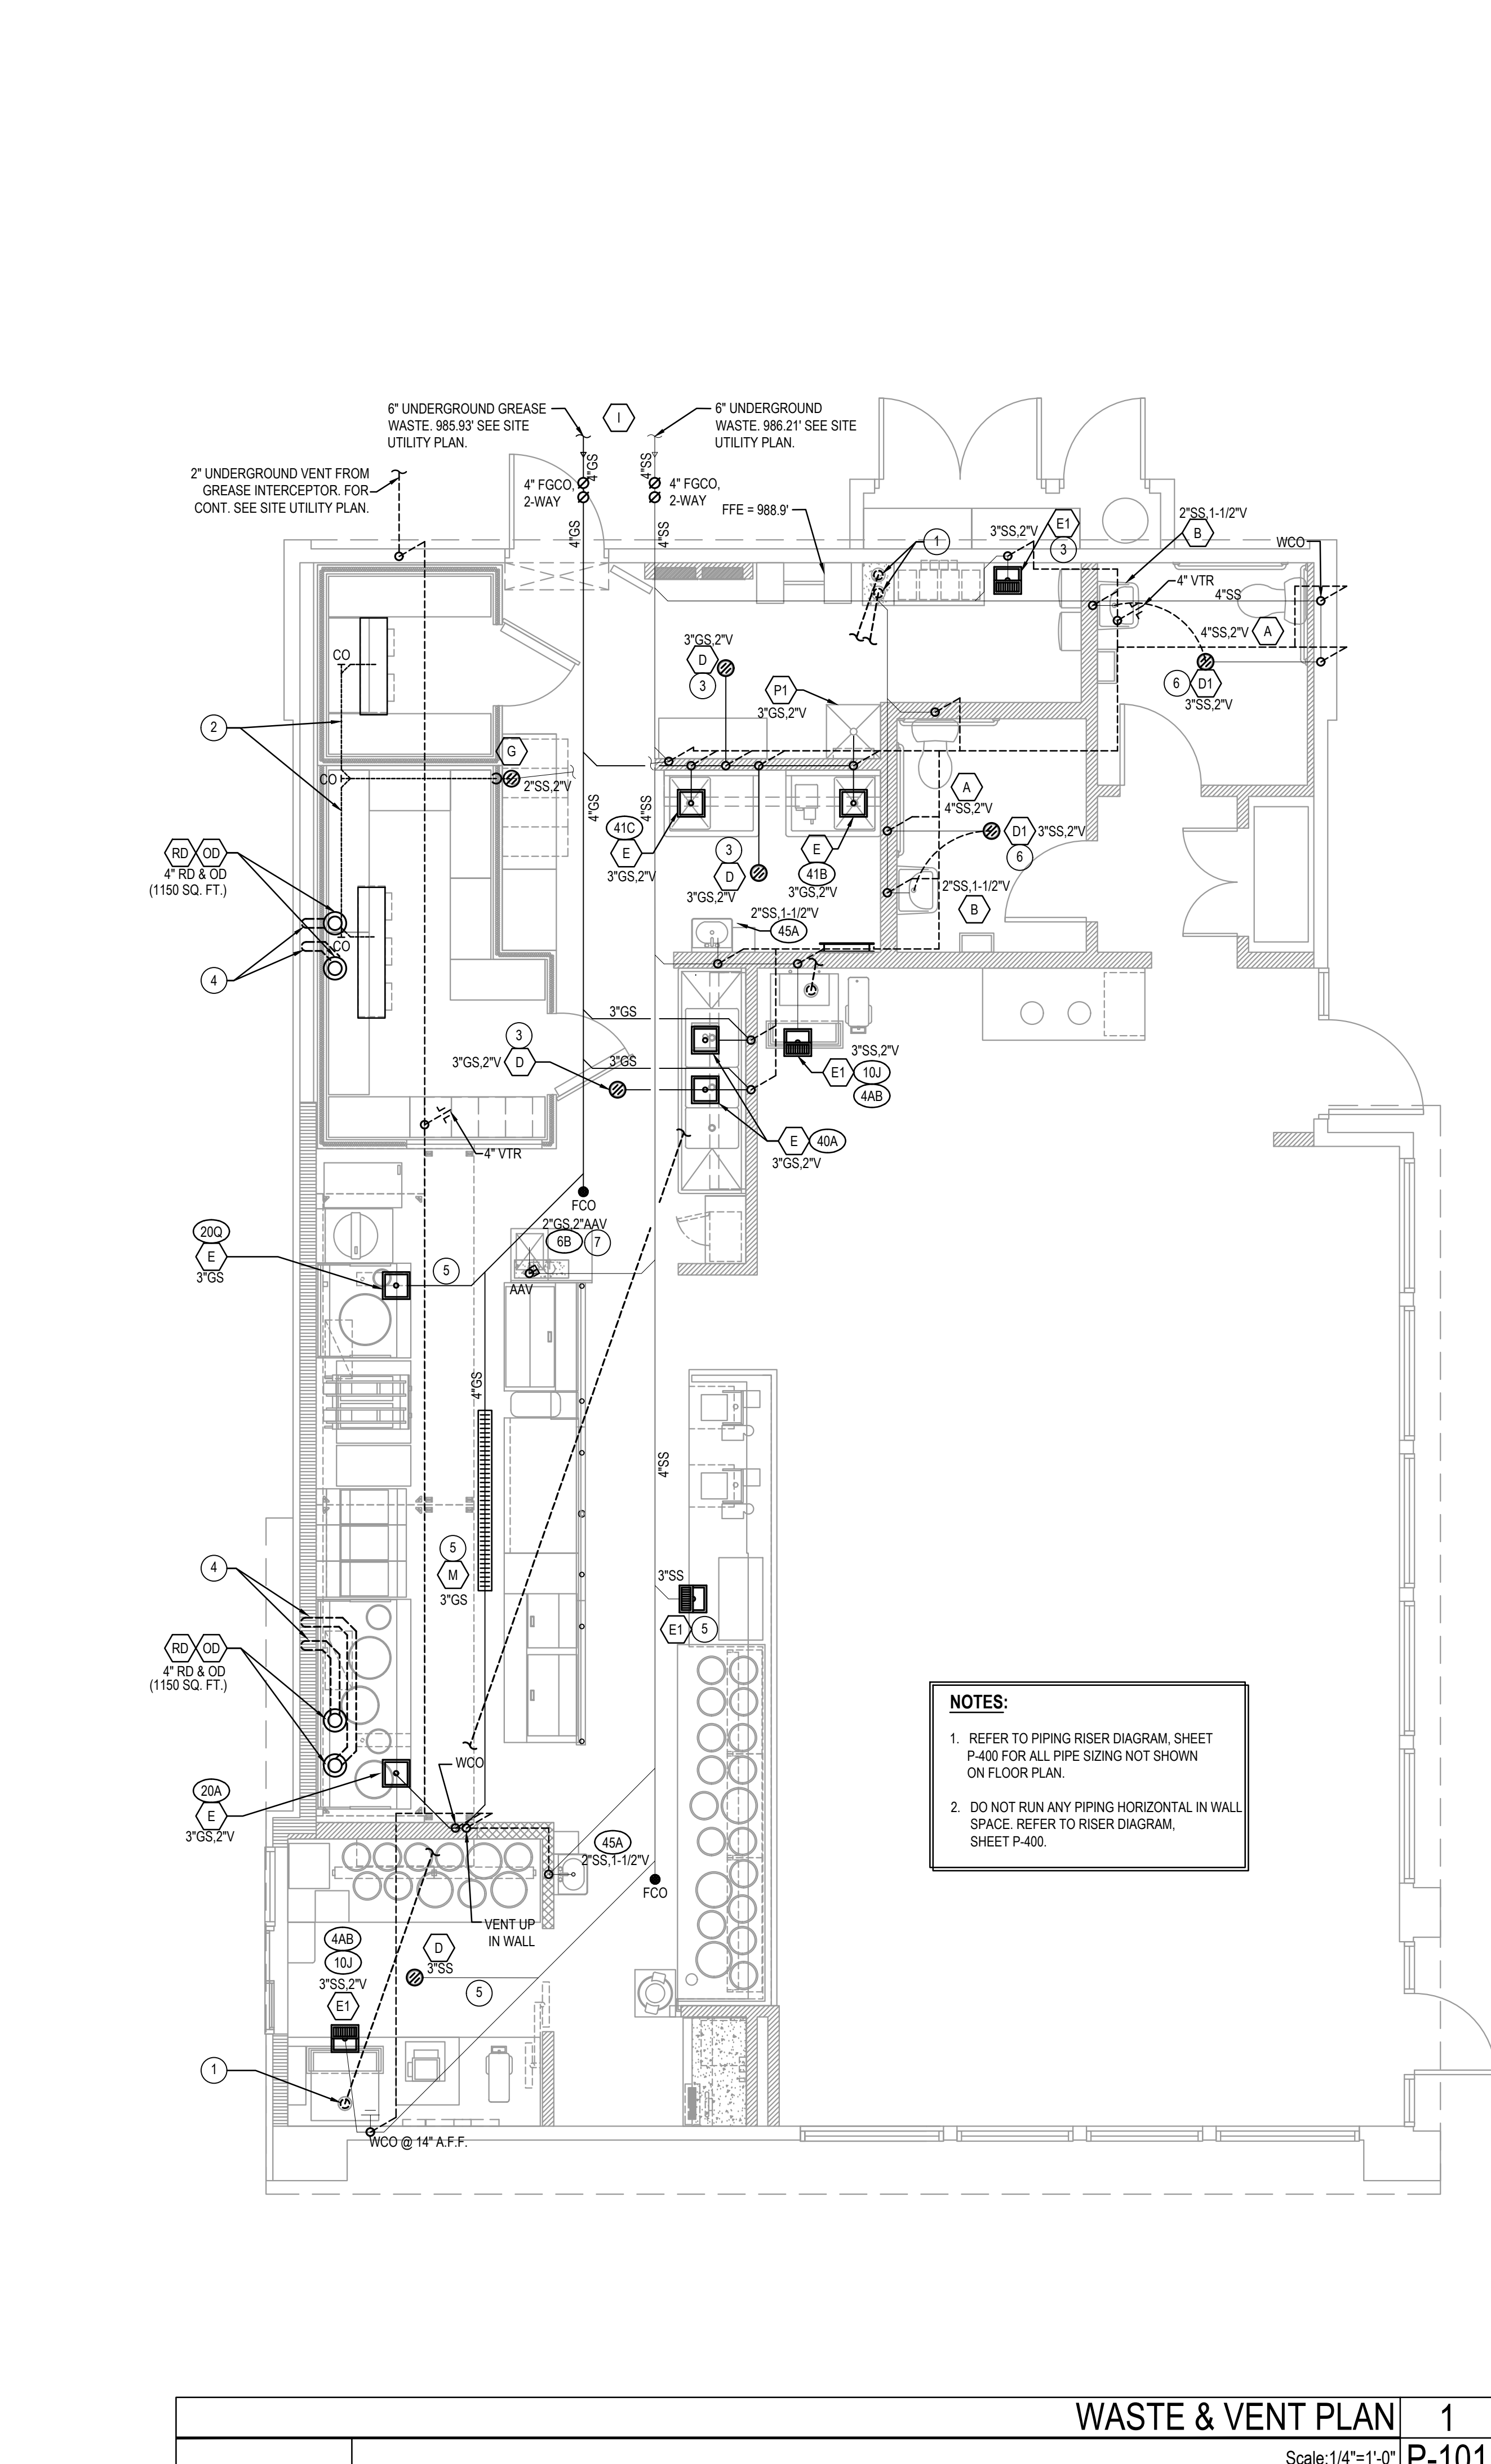 6" UNDERGROUND GREASE
WASTE. 985.93' SEE SITE
UTILITY PLAN.
I
6" UNDERGROUND
WASTE. 986.21' SEE SITE
UTILITY PLAN.
4"GS
4"SS
2" UNDERGROUND VENT FROM
GREASE INTERCEPTOR. FOR
CONT. SEE SITE UTILITY PLAN.
4" FGCO,
2-WAY
4" FGCO,
2-WAY
FFE = 988.9'
4"GS
4"SS
1
3"SS,2"V
E1
3
2"SS,1-1/2"V
B
WCO
4" VTR
4"SS
4"SS,2"V
A
6
D1
3"SS,2"V
3"GS,2"V
D
3
P1
3"GS,2"V
CO
2
G
CO
2"SS,2"V
4"GS
4"SS
A
4"SS,2"V
41C
E
3"GS,2"V
3
D
3"GS,2"V
E
41B
3"GS,2"V
D1
3"SS,2"V
6
RD
OD
4" RD & OD
(1150 SQ. FT.)
2"SS,1-1/2"V
B
2"SS,1-1/2"V
45A
CO
4
3"GS
3
3"GS,2"V
D
3"GS
3"SS,2"V
E1
10J
4AB
E
40A
3"GS,2"V
4" VTR
FCO
2"GS,2"AAV
6B
7
AAV
20Q
E
3"GS
5
4"GS
4"SS
5
M
3"GS
4
3"SS
E1
5
RD
OD
4" RD & OD
(1150 SQ. FT.)
NOTES:
1. REFER TO PIPING RISER DIAGRAM, SHEET
P-400 FOR ALL PIPE SIZING NOT SHOWN
ON FLOOR PLAN.
2. DO NOT RUN ANY PIPING HORIZONTAL IN WALL
SPACE. REFER TO RISER DIAGRAM,
SHEET P-400.
WCO
20A
E
3"GS,2"V
45A
2"SS,1-1/2"V
FCO
VENT UP
IN WALL
4AB
10J
3"SS,2"V
E1
D
3"SS
5
1
WCO @ 14" A.F.F.
WASTE & VENT PLAN
1
Scale:1/4"=1'-0"
P-101